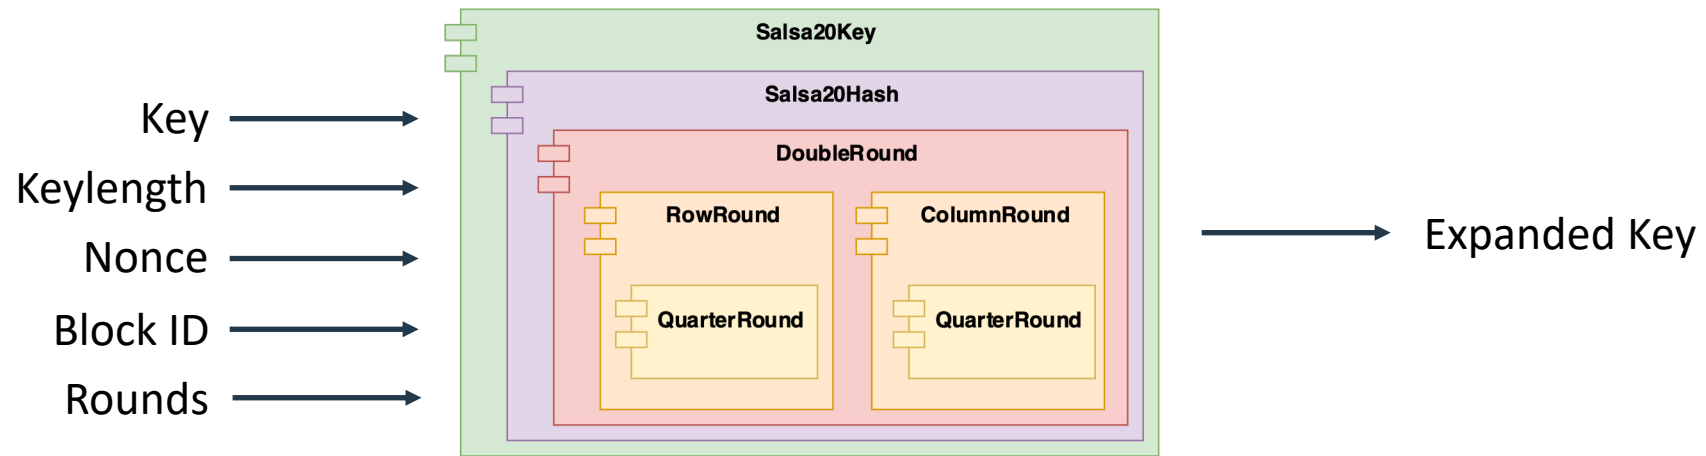 Salsa20Key
Salsa20Hash
DoubleRound
RowRound
ColumnRound
QuarterRound
QuarterRound
Key
Keylength
Nonce
Block ID
Rounds
Expanded Key